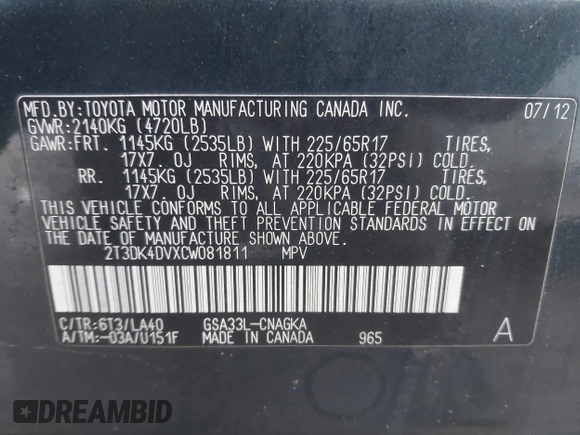 MFD.BY:TOYOTA MOTOR MANUFACTURING CANADA INC. 07/12
GVWR:2140KG (4720LB)
GAWR:FRT. 1145KG (2535LB) WITH 225/65R17 TIRES,
17X7.0J RIMS, AT 220KPA (32PSI) COLD.
RR. 1145KG (2535LB) WITH 225/65R17 TIRES,
17X7.0J RIMS, AT 220KPA (32PSI) COLD.
THIS VEHICLE CONFORMS TO ALL APPLICABLE FEDERAL MOTOR
VEHICLE SAFETY AND THEFT PREVENTION STANDARDS IN EFFECT ON
THE DATE OF MANUFACTURE SHOWN ABOVE.
2T3DK4DVXCW081811 MPV
C/TR:6T3/LA40 GSA33L-CNAGKA
A/TM:-03A/U151F MADE IN CANADA 965 A
DREAMBID